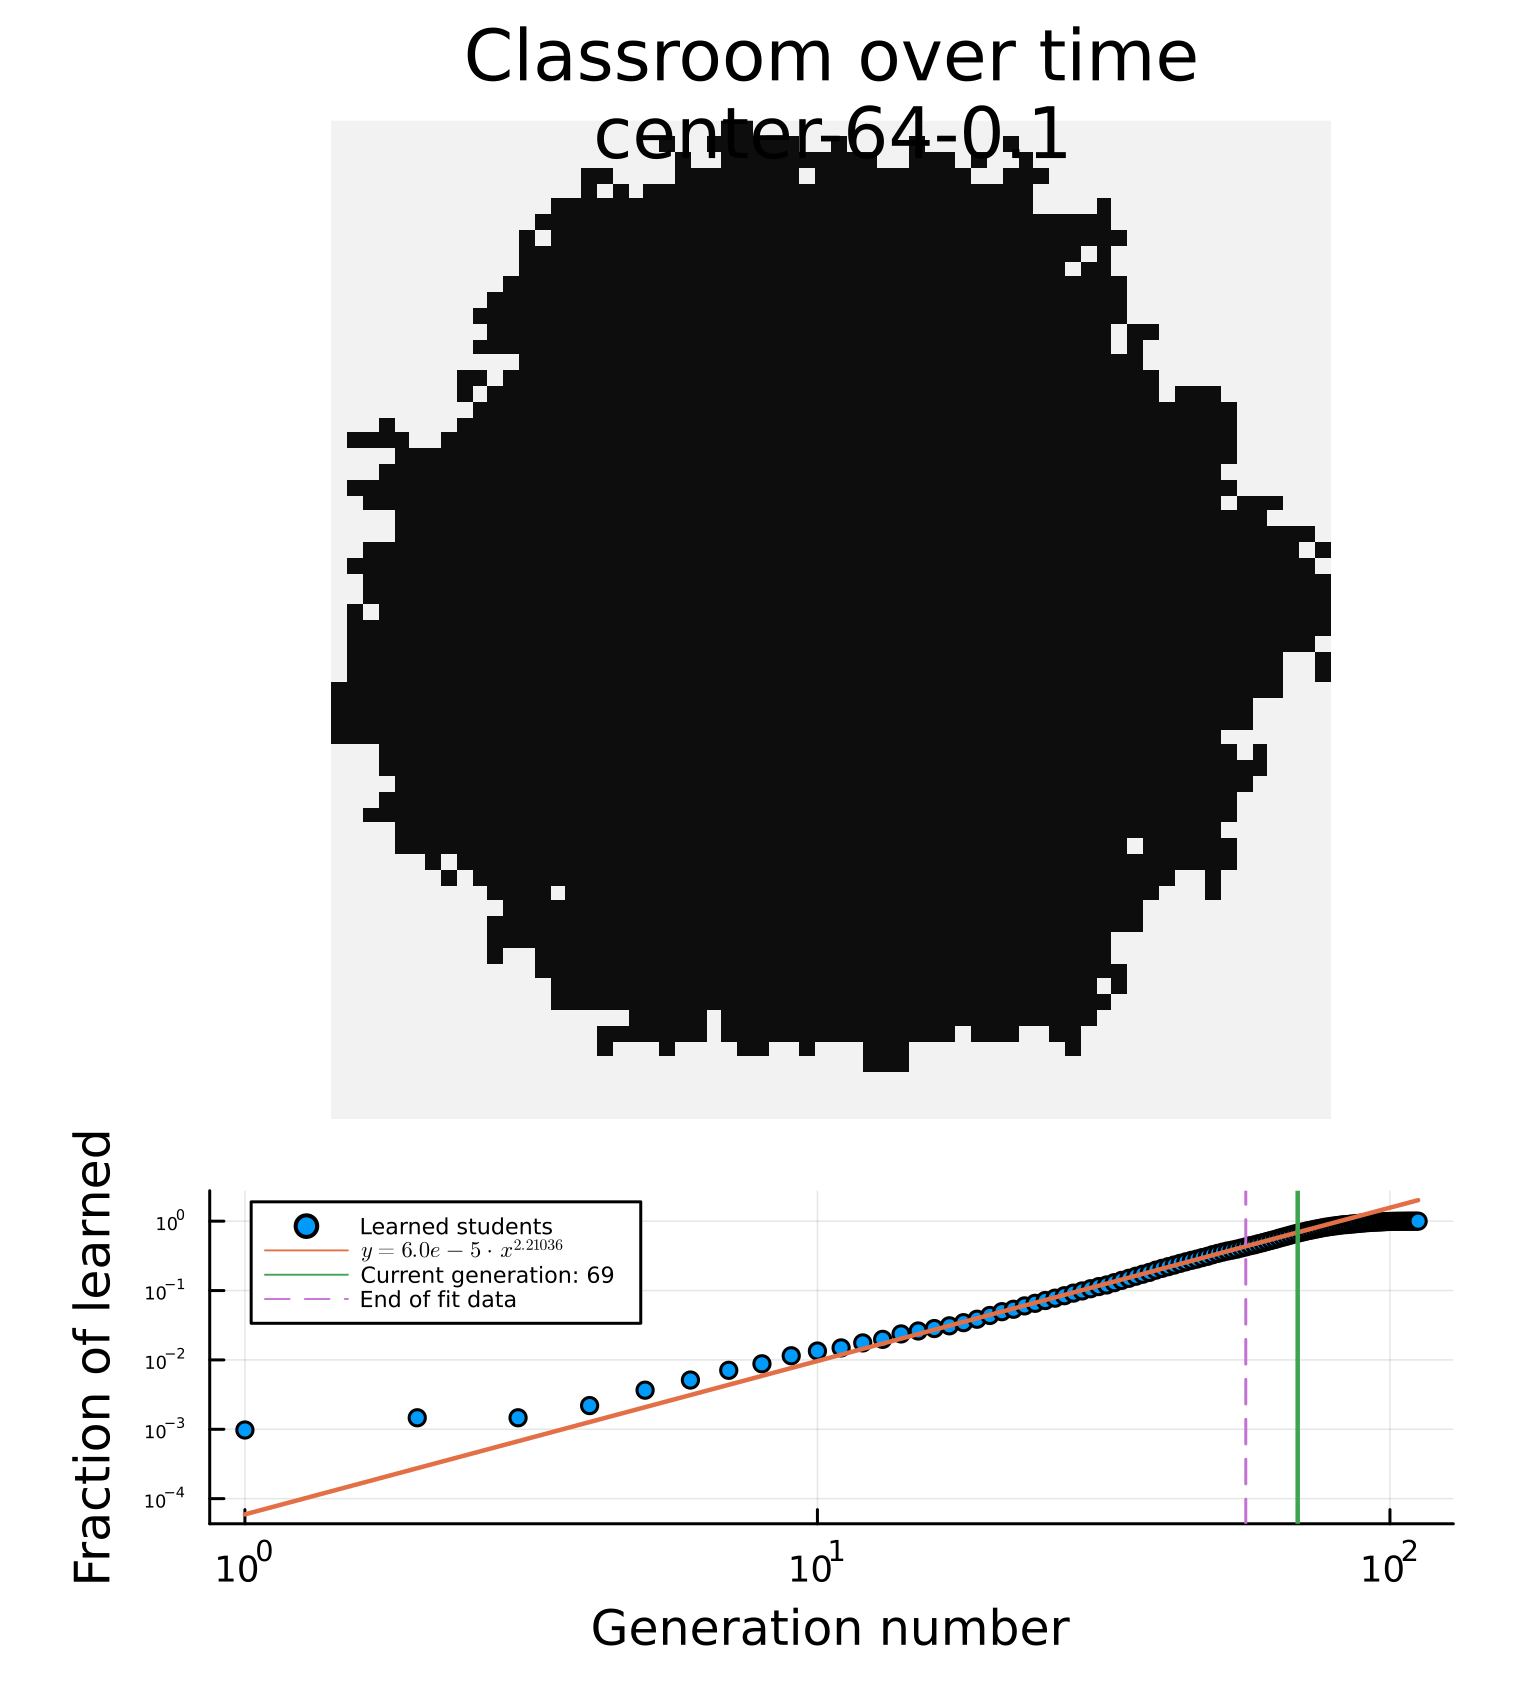 Classroom over time
center-64-0.1
Learned students
y = 6.0e − 5 · x^2.21036
Current generation: 69
End of fit data
Fraction of learned
10^0
10^−1
10^−2
10^−3
10^−4
10^0 10^1 10^2
Generation number